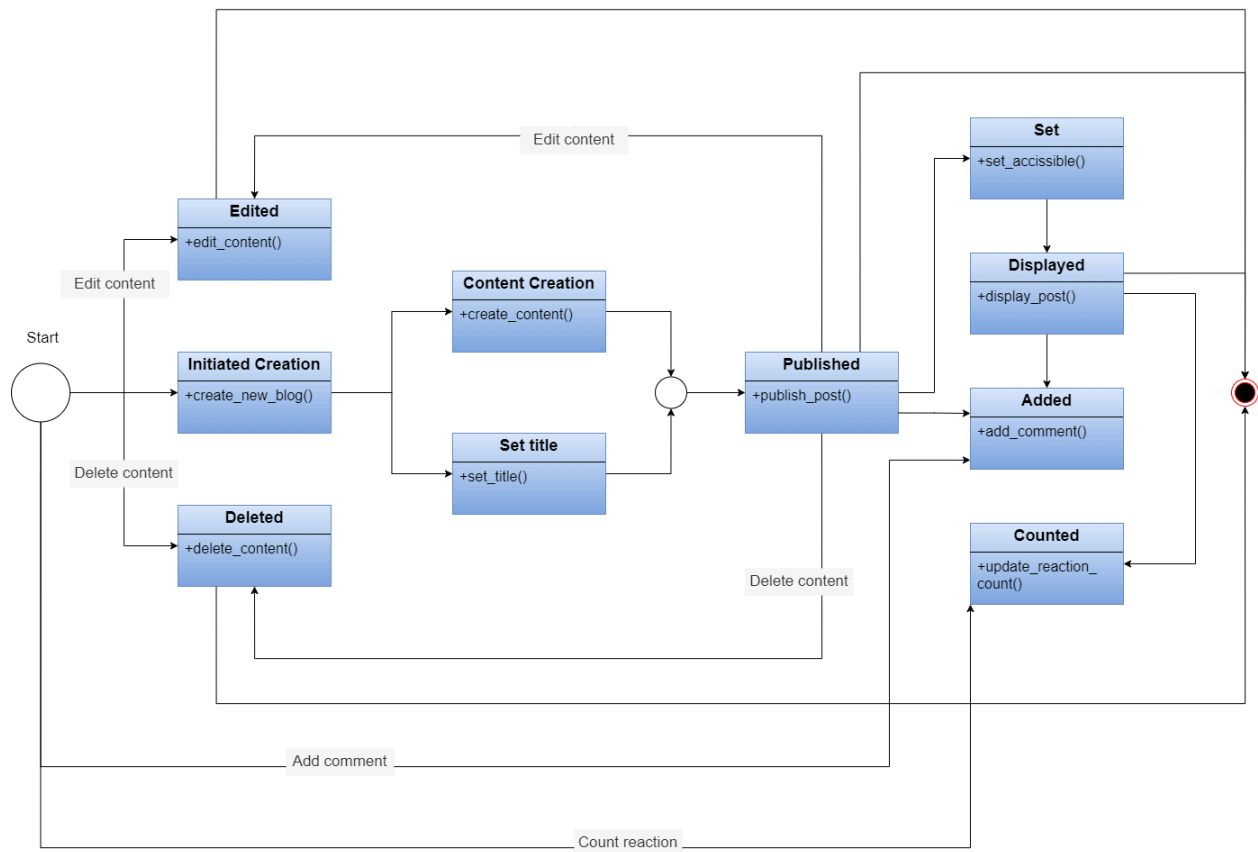 Edit content
Set
+set_accissible()
Edited
+edit_content()
Edit content
Displayed
+display_post()
Content Creation
+create_content()
Start
Initiated Creation
+create_new_blog()
Published
+publish_post()
Added
+add_comment()
Set title
+set_title()
Delete content
Deleted
+delete_content()
Counted
+update_reaction_
count()
Delete content
Add comment
Count reaction